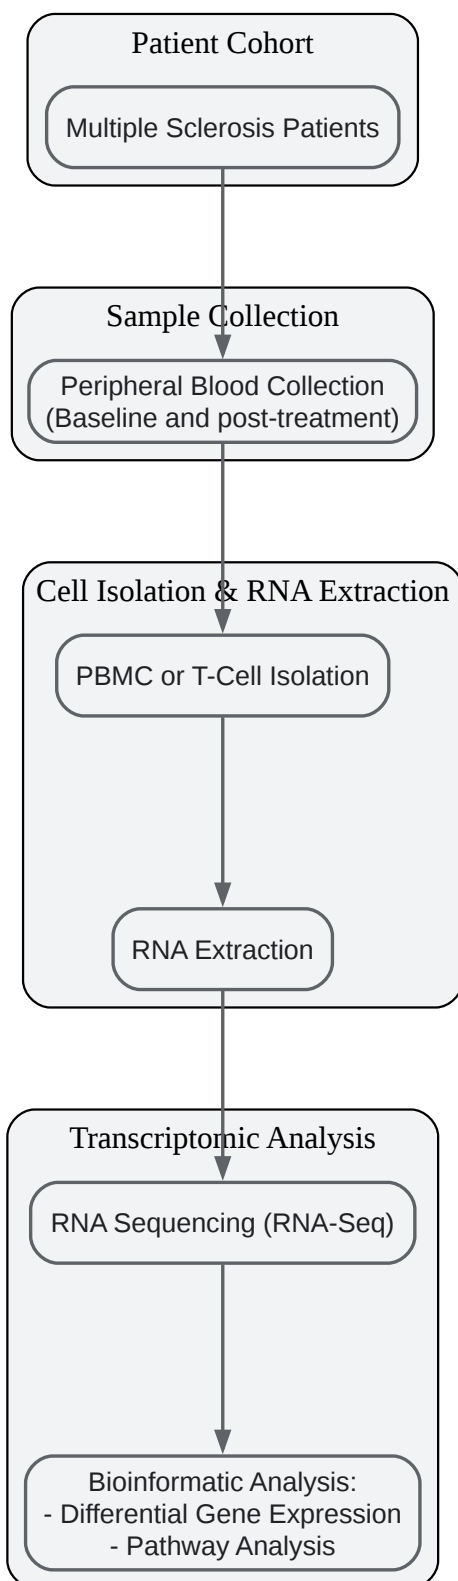 Patient Cohort
Multiple Sclerosis Patients
Sample Collection
Peripheral Blood Collection
(Baseline and post-treatment)
Cell Isolation & RNA Extraction
PBMC or T-Cell Isolation
RNA Extraction
Transcriptomic Analysis
RNA Sequencing (RNA-Seq)
Bioinformatic Analysis:
- Differential Gene Expression
- Pathway Analysis